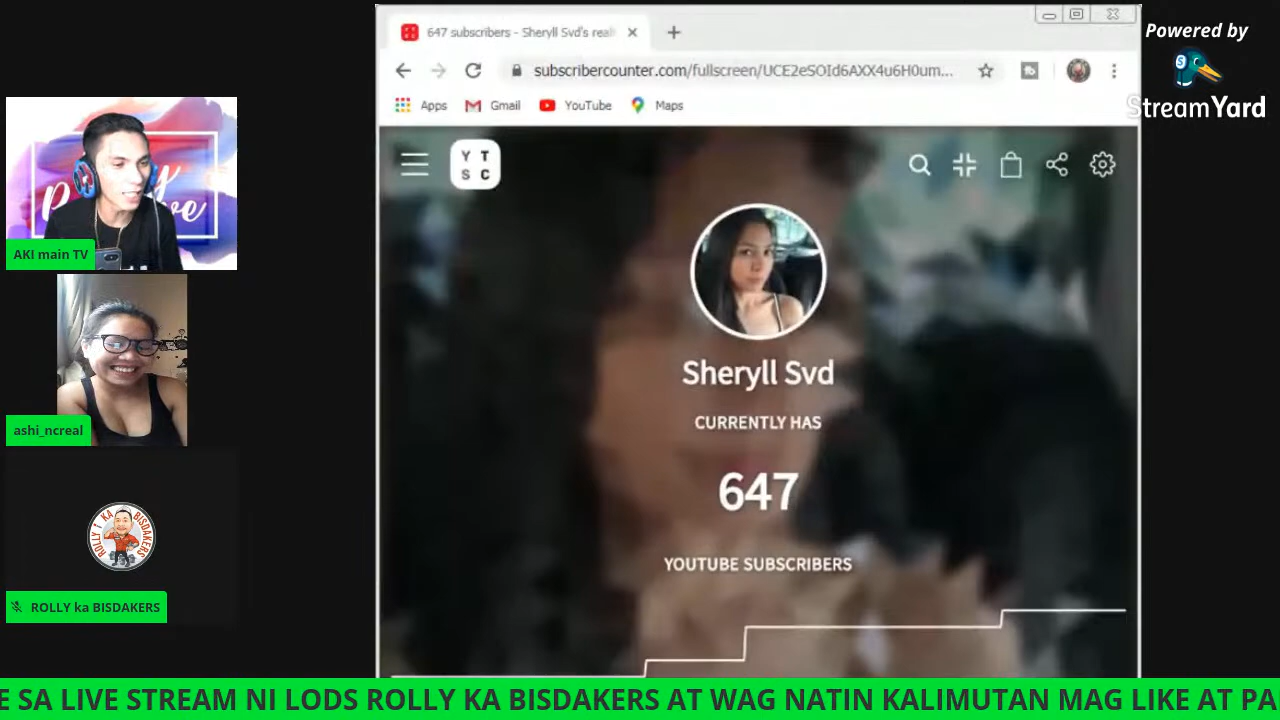 647 subscribers - Sheryll Svd's real
subscribercounter.com/fullscreen/UCE2eSOId6AXX4u6H0um...
Apps
Gmail
YouTube
Maps
Powered by
StreamYard
Y T
S C
AKI main TV
Sheryll Svd
CURRENTLY HAS
647
YOUTUBE SUBSCRIBERS
ashi_ncreal
ROLLY T KA BISDAKERS
ROLLY ka BISDAKERS
E SA LIVE STREAM NI LODS ROLLY KA BISDAKERS AT WAG NATIN KALIMUTAN MAG LIKE AT PA